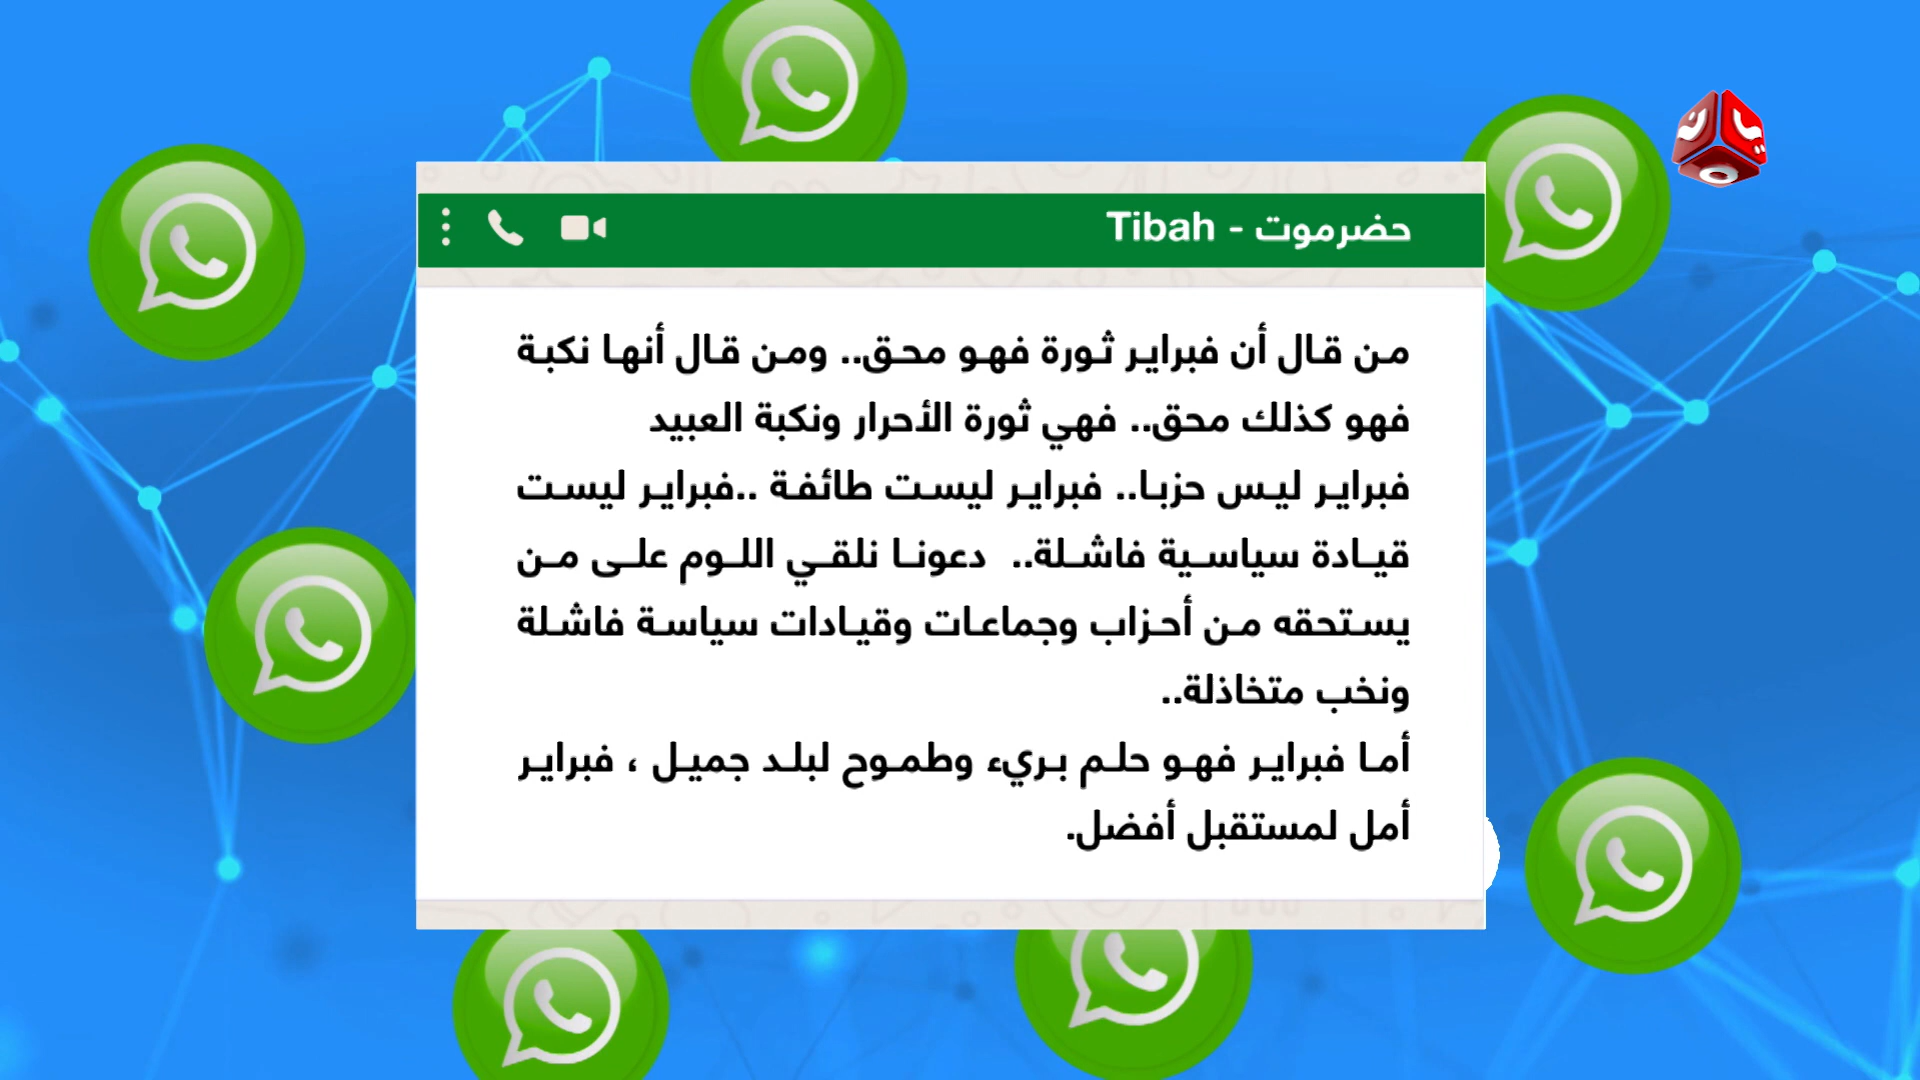 حضرموت - Tibah
من قال أن فبراير ثورة فهو محق.. ومن قال أنها نكبة
فهو كذلك محق.. فهي ثورة الأحرار ونكبة العبيد
فبراير ليس حزبا.. فبراير ليست طائفة ..فبراير ليست
قيادة سياسية فاشلة.. دعونا نلقي اللوم على من
يستحقه من أحزاب وجماعات وقيادات سياسة فاشلة
ونخب متخاذلة..
أما فبراير فهو حلم بريء وطموح لبلد جميل ، فبراير
أمل لمستقبل أفضل.